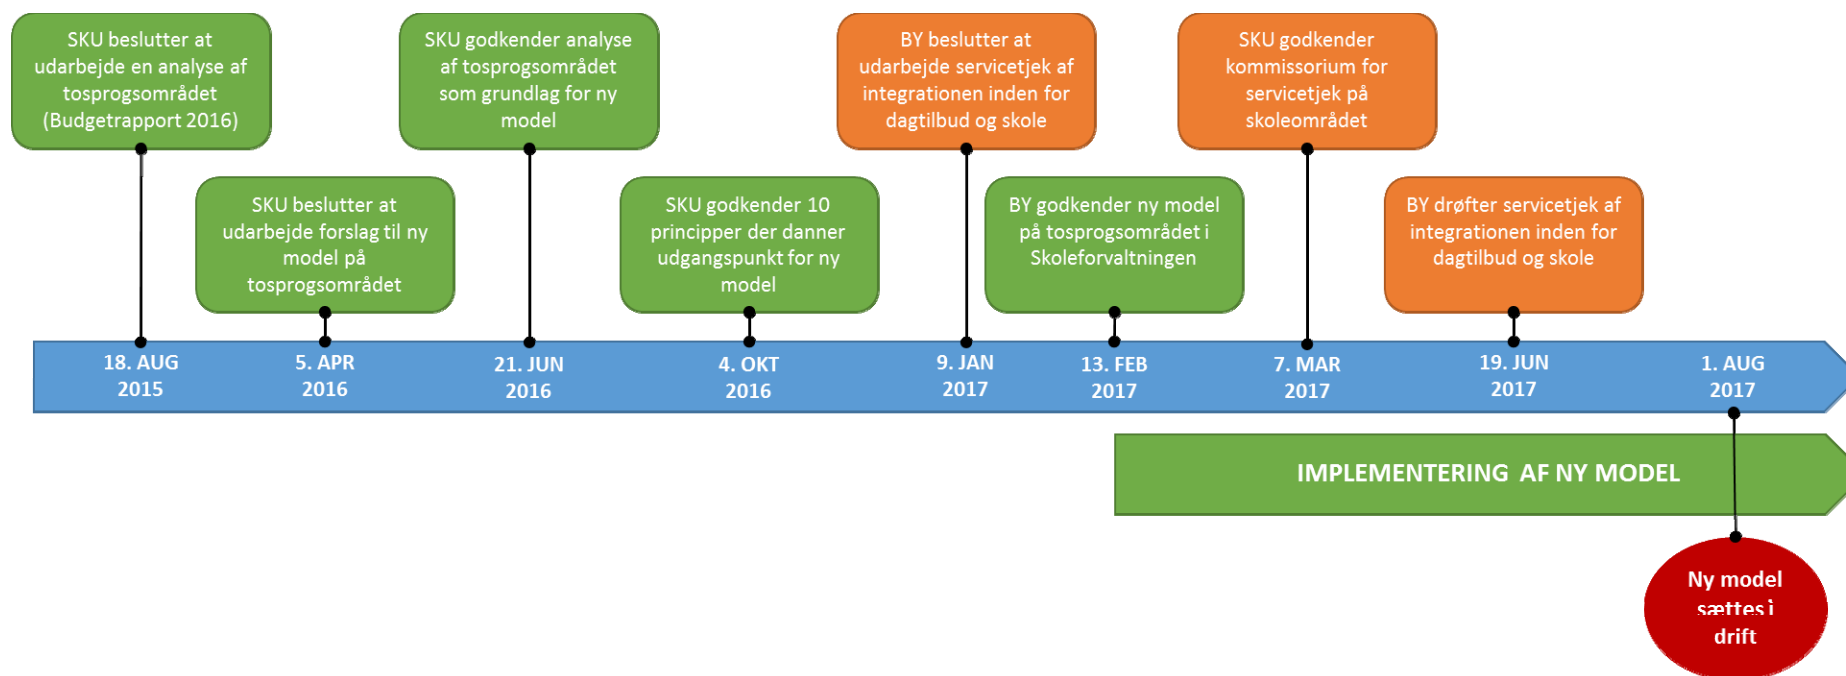 SKU beslutter at
udarbejde en analyse af
tosprogsområdet
(Budgetrapport 2016)
SKU godkender analyse
af tosprogsområdet
som grundlag for ny
model
BY beslutter at
udarbejde servicetjek af
integrationen inden for
dagtilbud og skole
SKU godkender
kommissorium for
servicetjek på
skoleområdet
SKU beslutter at
udarbejde forslag til ny
model på
tosprogsområdet
SKU godkender 10
principper der danner
udgangspunkt for ny
model
BY godkender ny model
på tosprogsområdet i
Skoleforvaltningen
BY drøfter servicetjek af
integrationen inden for
dagtilbud og skole
18. AUG
2015
5. APR
2016
21. JUN
2016
4. OKT
2016
9. JAN
2017
13. FEB
2017
7. MAR
2017
19. JUN
2017
1. AUG
2017
IMPLEMENTERING AF NY MODEL
Ny model
sættes i
drift